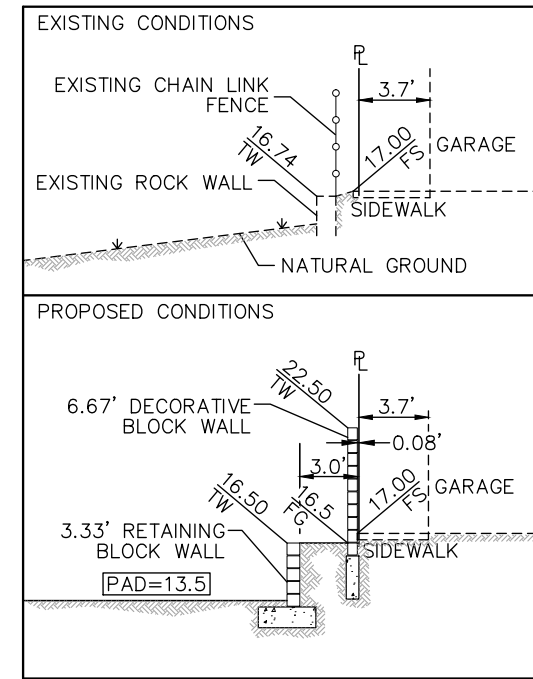 EXISTING CONDITIONS
PL
EXISTING CHAIN LINK
FENCE
3.7'
16.74
TW
17.00
FS
GARAGE
EXISTING ROCK WALL
SIDEWALK
NATURAL GROUND
PROPOSED CONDITIONS
PL
22.50
TW
6.67' DECORATIVE
BLOCK WALL
3.7'
0.08'
3.0'
16.50
TW
16.5
FG
17.00
FS
GARAGE
3.33' RETAINING
BLOCK WALL
SIDEWALK
PAD=13.5